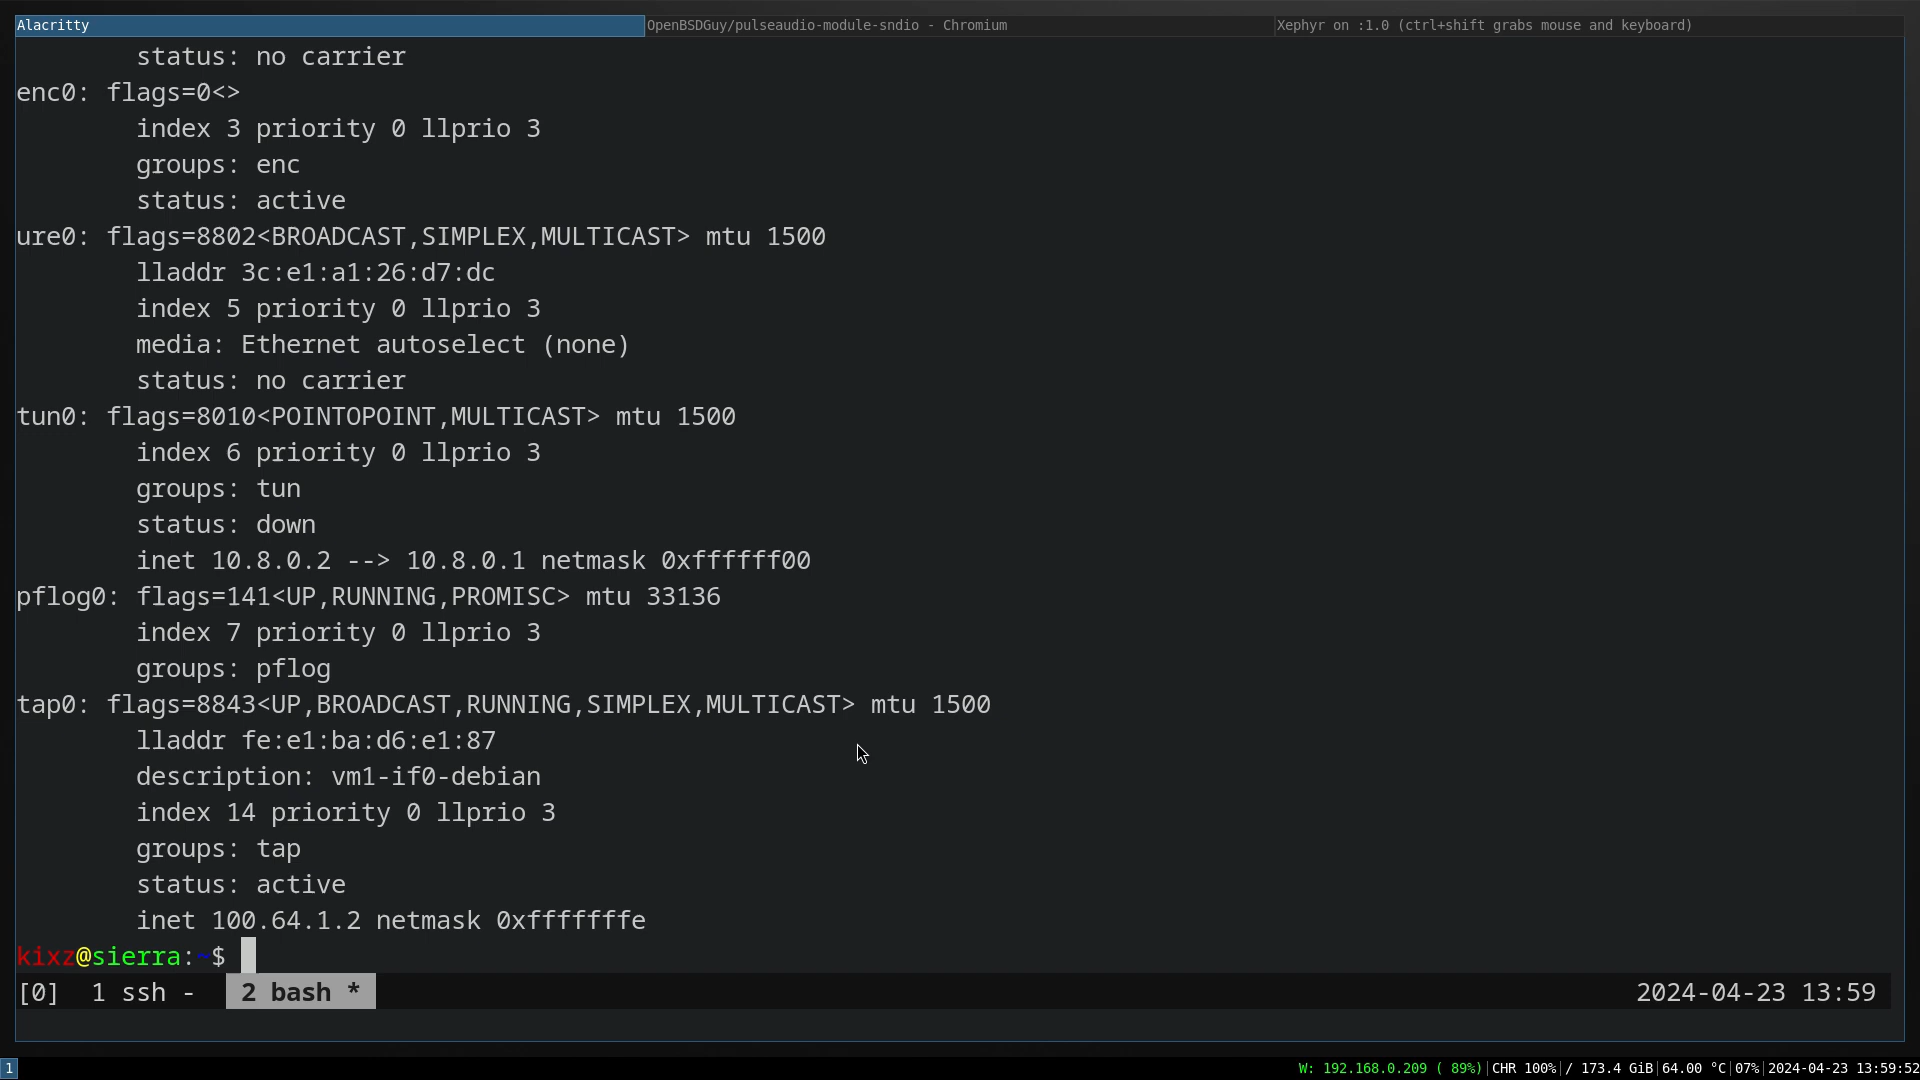 Alacritty OpenBSDGuy/pulseaudio-module-sndio - Chromium Xephyr on :1.0 (ctrl+shift grabs mouse and keyboard)
        status: no carrier
enc0: flags=0<>
        index 3 priority 0 llprio 3
        groups: enc
        status: active
ure0: flags=8802<BROADCAST,SIMPLEX,MULTICAST> mtu 1500
        lladdr 3c:e1:a1:26:d7:dc
        index 5 priority 0 llprio 3
        media: Ethernet autoselect (none)
        status: no carrier
tun0: flags=8010<POINTOPOINT,MULTICAST> mtu 1500
        index 6 priority 0 llprio 3
        groups: tun
        status: down
        inet 10.8.0.2 --> 10.8.0.1 netmask 0xffffff00
pflog0: flags=141<UP,RUNNING,PROMISC> mtu 33136
        index 7 priority 0 llprio 3
        groups: pflog
tap0: flags=8843<UP,BROADCAST,RUNNING,SIMPLEX,MULTICAST> mtu 1500
        lladdr fe:e1:ba:d6:e1:87
        description: vm1-if0-debian
        index 14 priority 0 llprio 3
        groups: tap
        status: active
        inet 100.64.1.2 netmask 0xfffffffe
kixz@sierra:~$
[0]  1 ssh -  2 bash * 2024-04-23 13:59
1 W: 192.168.0.209 ( 89%)|CHR 100%|/ 173.4 GiB|64.00 °C|07%|2024-04-23 13:59:52